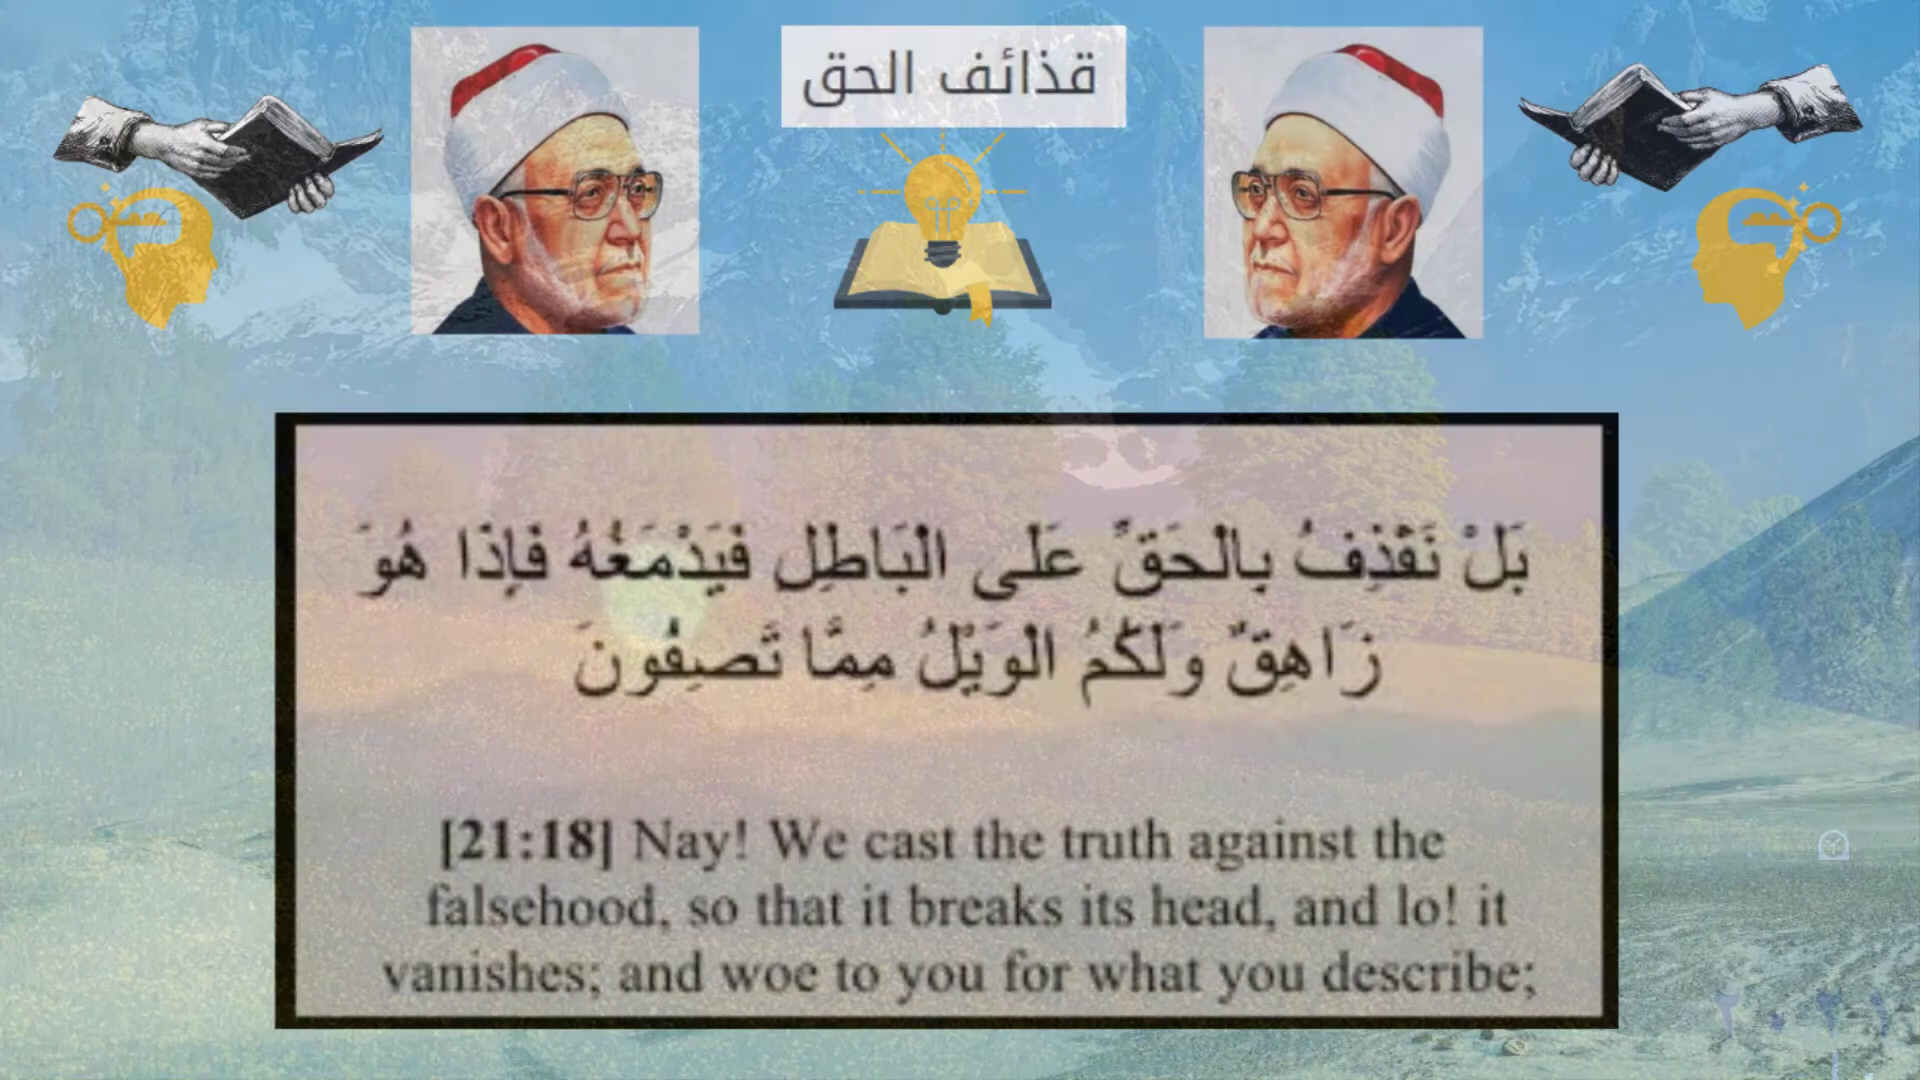 قذائف الحق
بَلْ نَقْذِفُ بِالْحَقِّ عَلَى الْبَاطِلِ فَيَدْمَغُهُ فَإِذَا هُوَ
زَاهِقٌ وَلَكُمُ الْوَيْلُ مِمَّا تَصِفُونَ
[21:18] Nay! We cast the truth against the
falsehood, so that it breaks its head, and lo! it
vanishes; and woe to you for what you describe;
٢٠٢١